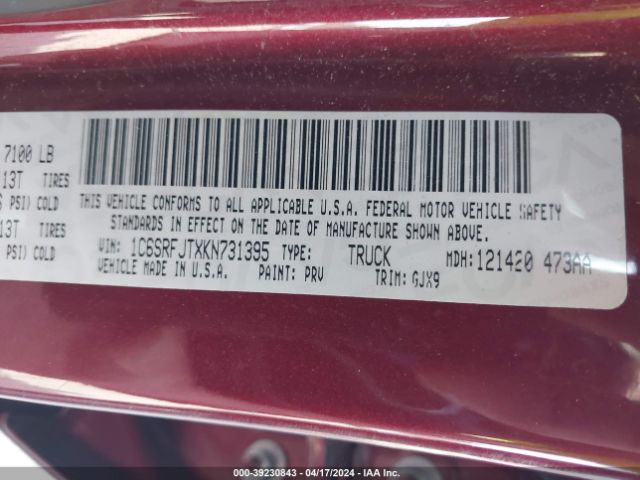 7100 LB
13T TIRES
PSI) COLD
13T TIRES
PSI) COLD
THIS VEHICLE CONFORMS TO ALL APPLICABLE U.S.A. FEDERAL MOTOR VEHICLE SAFETY
STANDARDS IN EFFECT ON THE DATE OF MANUFACTURE SHOWN ABOVE.
VIN: 1C6SRFJTXKN731395 TYPE: TRUCK MDH:121420 473AA
VEHICLE MADE IN U.S.A. PAINT: PRV TRIM: GJX9
000-39230843 / 04/17/2024 - IAA Inc.